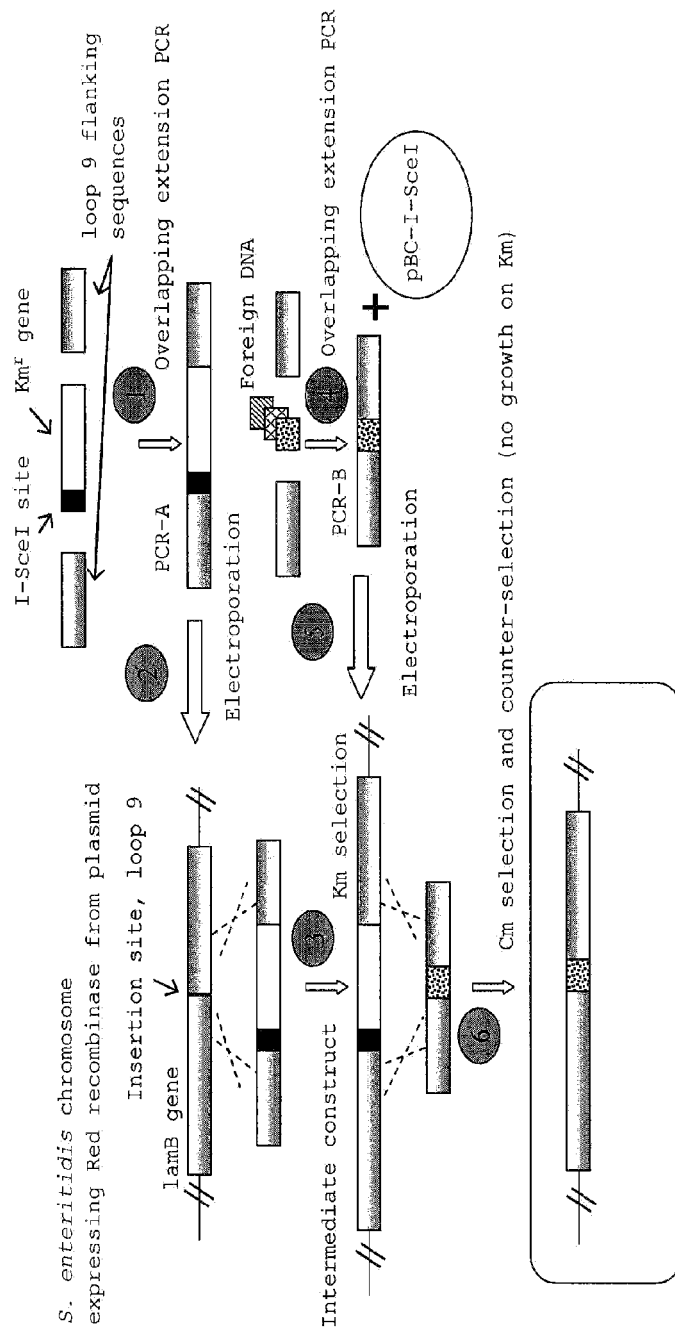 S. enteritidis chromosome
expressing Red recombinase from plasmid
Insertion site, loop 9
lamB gene
I-SceI site
Kmʳ gene
loop 9 flanking
sequences
1
Overlapping extension PCR
PCR-A
2
Electroporation
3
Km selection
Intermediate construct
Foreign DNA
4
Overlapping extension PCR
PCR-B
+
pBC-I-SceI
5
Electroporation
6
Cm selection and counter-selection (no growth on Km)